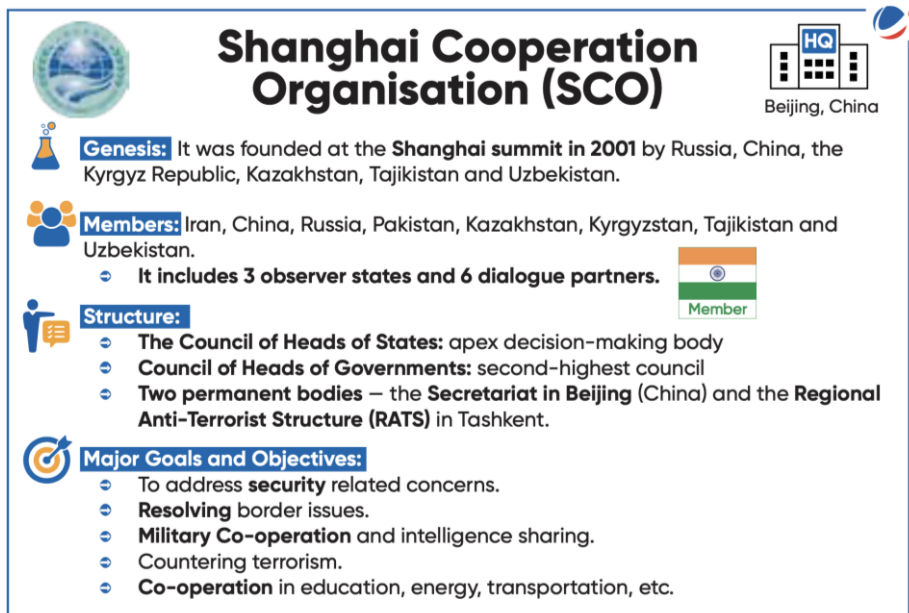 Shanghai Cooperation
Organisation (SCO)
HQ
Beijing, China
Genesis: It was founded at the Shanghai summit in 2001 by Russia, China, the
Kyrgyz Republic, Kazakhstan, Tajikistan and Uzbekistan.
Members: Iran, China, Russia, Pakistan, Kazakhstan, Kyrgyzstan, Tajikistan and
Uzbekistan.
It includes 3 observer states and 6 dialogue partners.
Member
Structure:
The Council of Heads of States: apex decision-making body
Council of Heads of Governments: second-highest council
Two permanent bodies — the Secretariat in Beijing (China) and the Regional
Anti-Terrorist Structure (RATS) in Tashkent.
Major Goals and Objectives:
To address security related concerns.
Resolving border issues.
Military Co-operation and intelligence sharing.
Countering terrorism.
Co-operation in education, energy, transportation, etc.